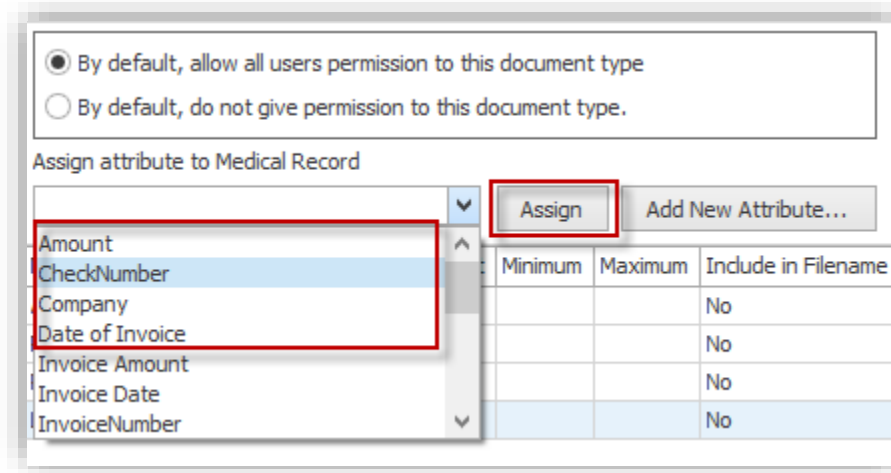 By default, allow all users permission to this document type
By default, do not give permission to this document type.
Assign attribute to Medical Record
Assign
Add New Attribute...
Amount
CheckNumber
Company
Date of Invoice
Invoice Amount
Invoice Date
InvoiceNumber
Minimum Maximum Include in Filename
No
No
No
No